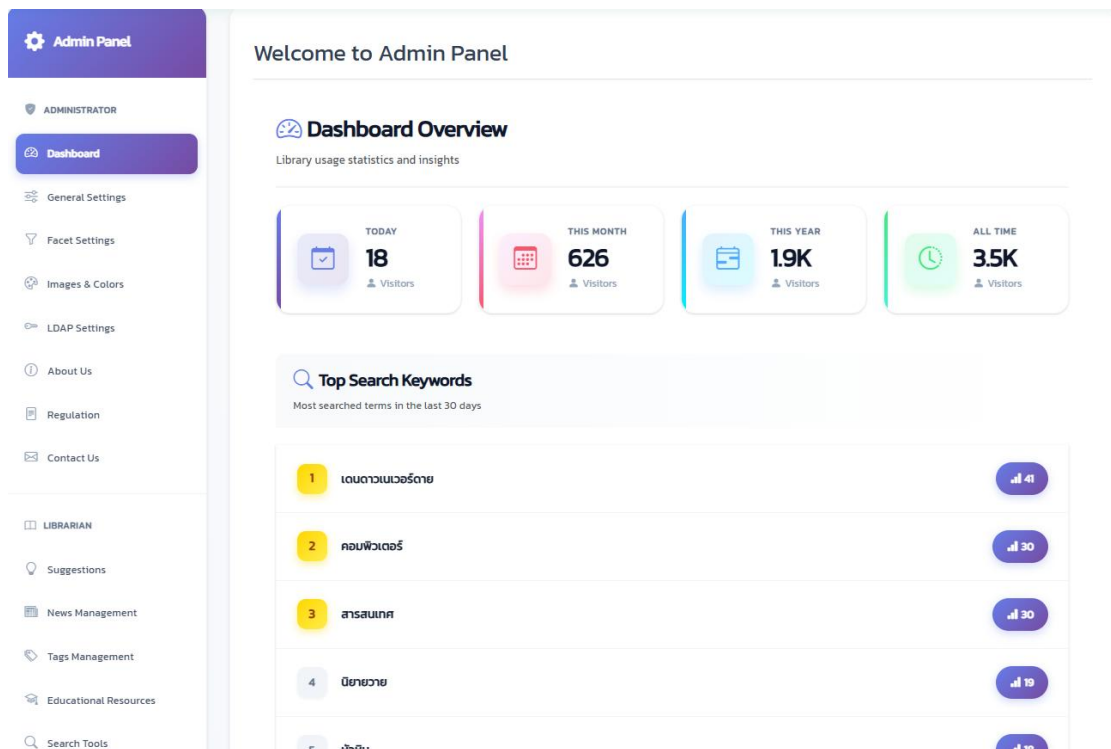 Admin Panel
ADMINISTRATOR
Dashboard
General Settings
Facet Settings
Images & Colors
LDAP Settings
About Us
Regulation
Contact Us
LIBRARIAN
Suggestions
News Management
Tags Management
Educational Resources
Search Tools
Welcome to Admin Panel
Dashboard Overview
Library usage statistics and insights
TODAY
18
Visitors
THIS MONTH
626
Visitors
THIS YEAR
1.9K
Visitors
ALL TIME
3.5K
Visitors
Top Search Keywords
Most searched terms in the last 30 days
1 เดนดาวเนเวอร์ดาย 41
2 คอมพิวเตอร์ 30
3 สารสนเทศ 30
4 นิยายวาย 19